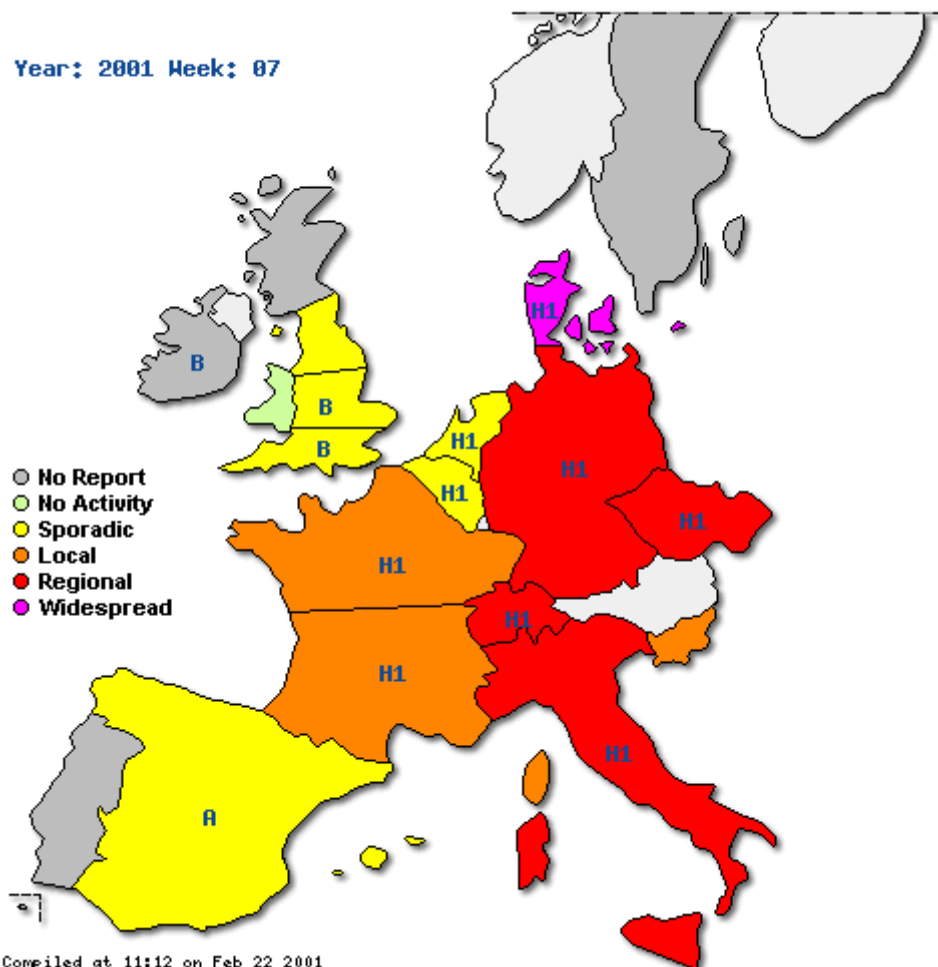 Year: 2001 Week: 07
H1
B
B
H1
B
H1
No Report
H1
No Activity
H1
Sporadic
Local
H1
Regional
Widespread
H1
H1
H1
A
Compiled at 11:12 on Feb 22 2001